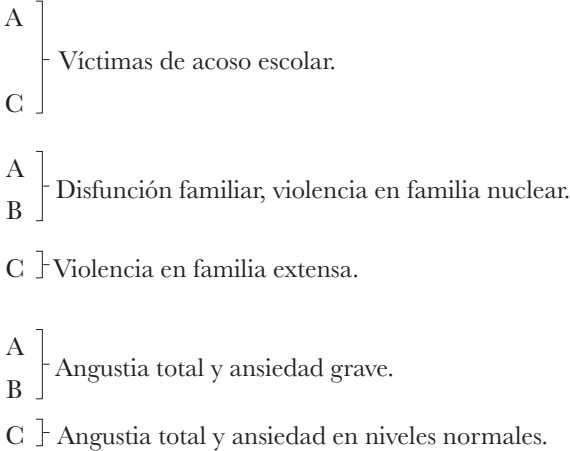 A
Víctimas de acoso escolar.
C
A
Disfunción familiar, violencia en familia nuclear.
B
C Violencia en familia extensa.
A
Angustia total y ansiedad grave.
B
C Angustia total y ansiedad en niveles normales.